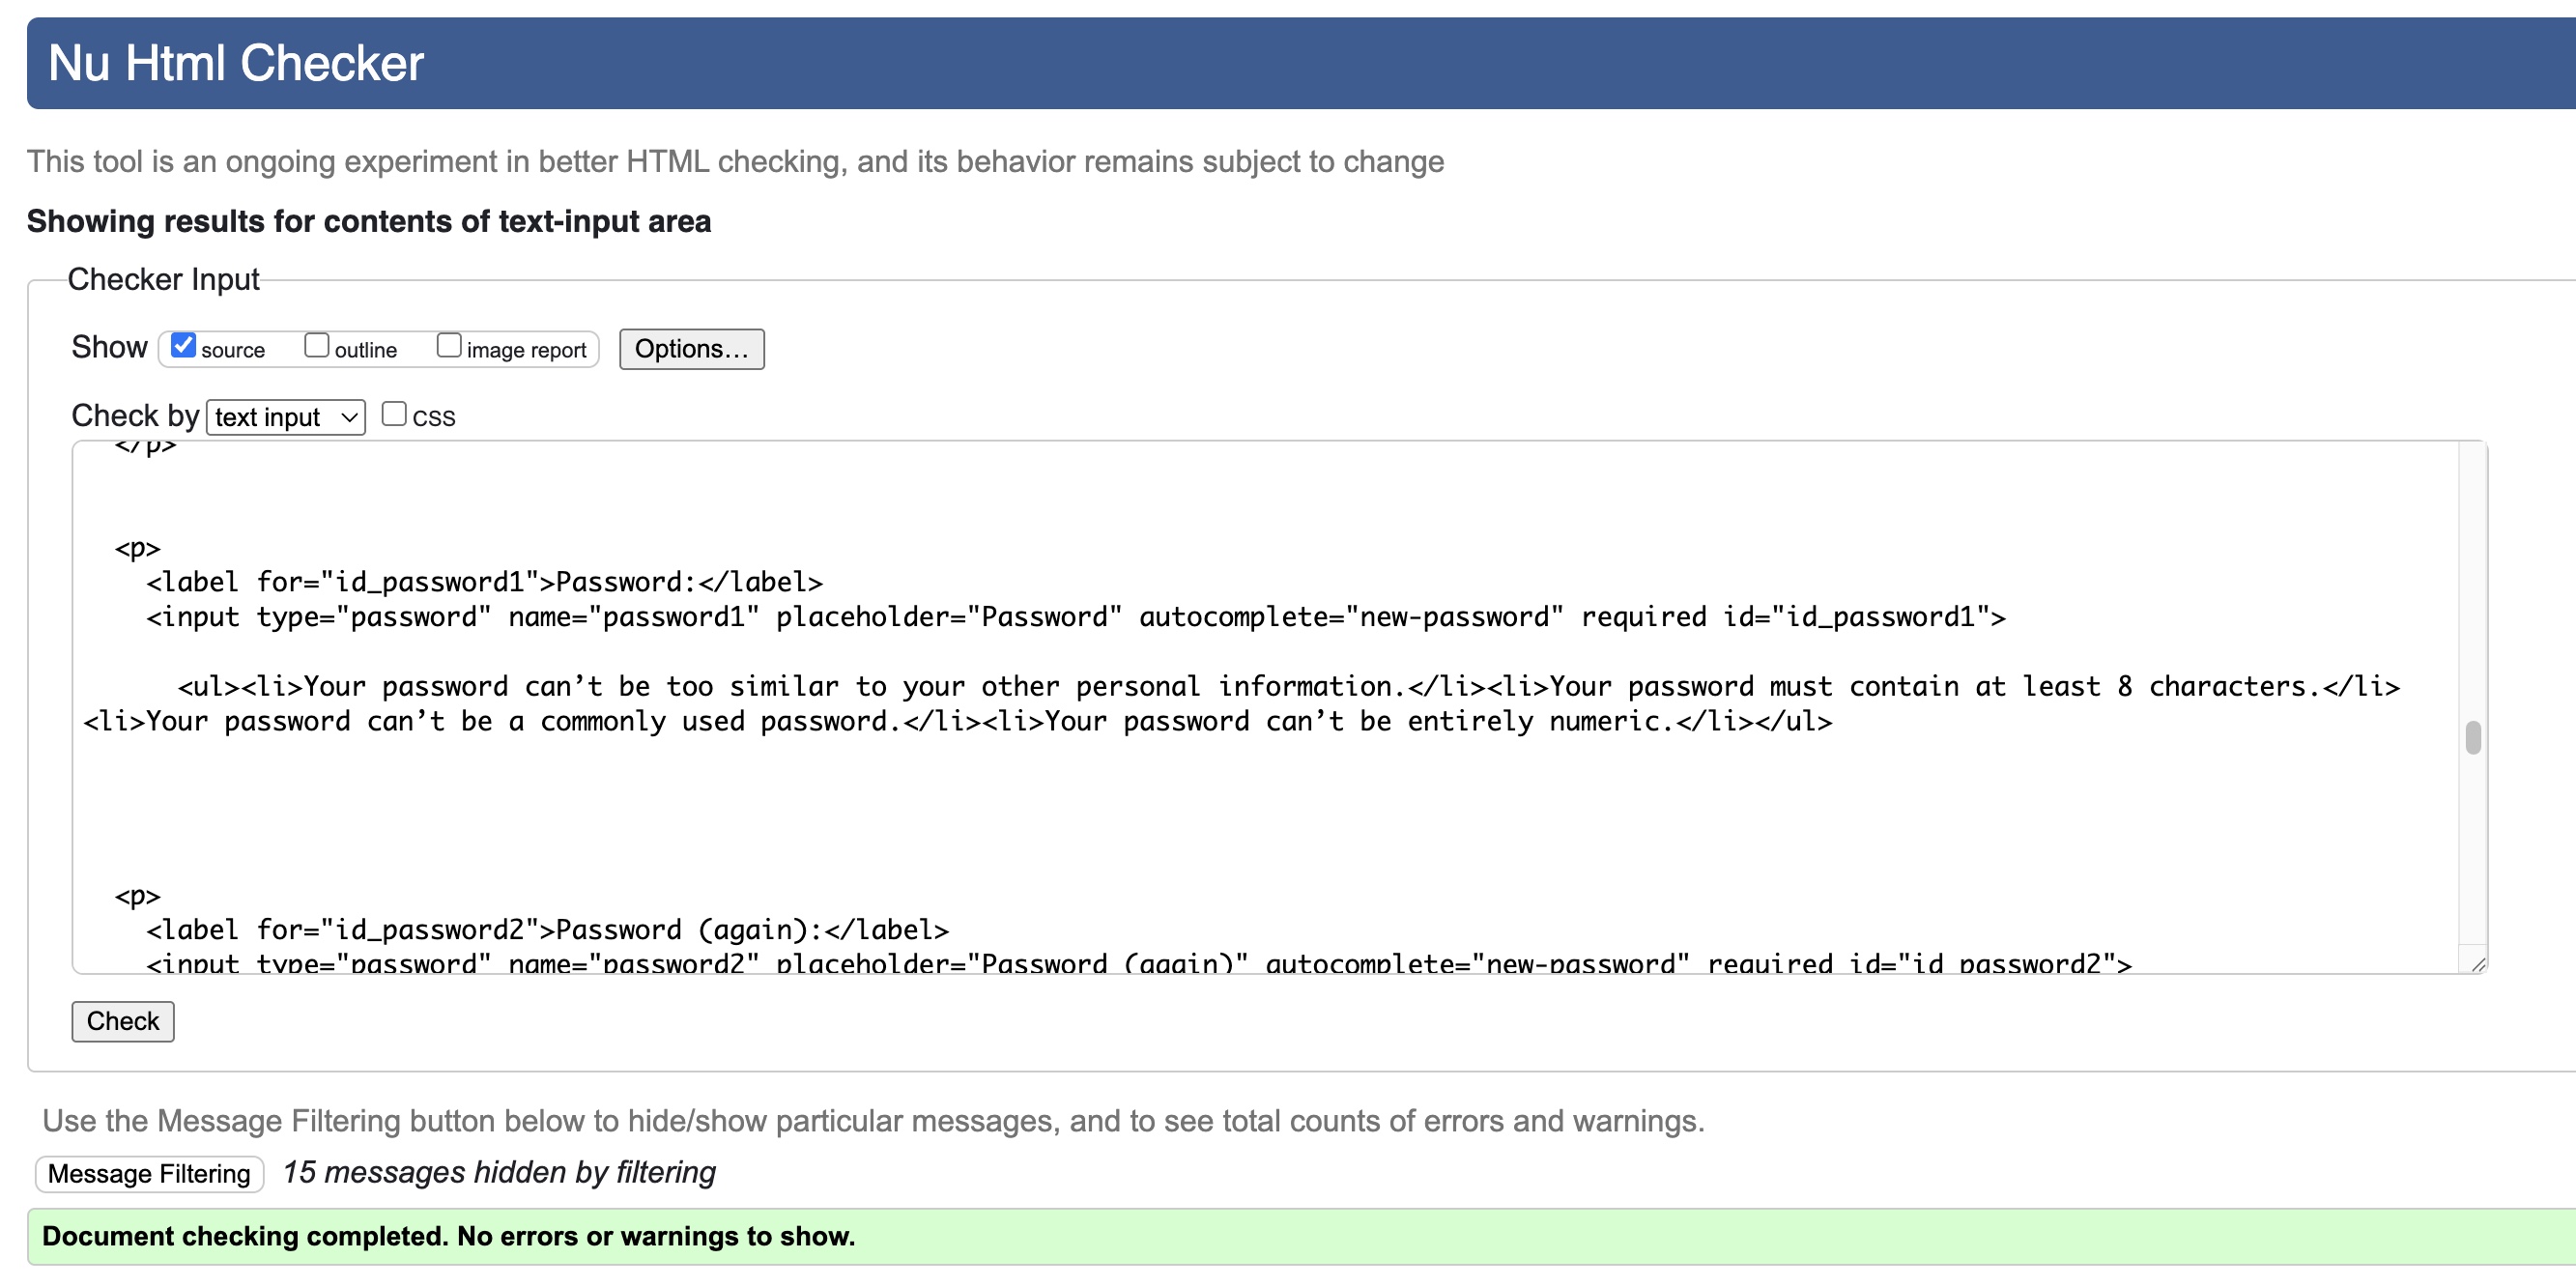 Nu Html Checker
This tool is an ongoing experiment in better HTML checking, and its behavior remains subject to change
Showing results for contents of text-input area
Checker Input
Show source outline image report Options...
Check by text input CSS
</p>
<p>
<label for="id_password1">Password:</label>
<input type="password" name="password1" placeholder="Password" autocomplete="new-password" required id="id_password1">
<ul><li>Your password can’t be too similar to your other personal information.</li><li>Your password must contain at least 8 characters.</li>
<li>Your password can’t be a commonly used password.</li><li>Your password can’t be entirely numeric.</li></ul>
<p>
<label for="id_password2">Password (again):</label>
<input type="password" name="password2" placeholder="Password (again)" autocomplete="new-password" required id="id_password2">
Check
Use the Message Filtering button below to hide/show particular messages, and to see total counts of errors and warnings.
Message Filtering 15 messages hidden by filtering
Document checking completed. No errors or warnings to show.